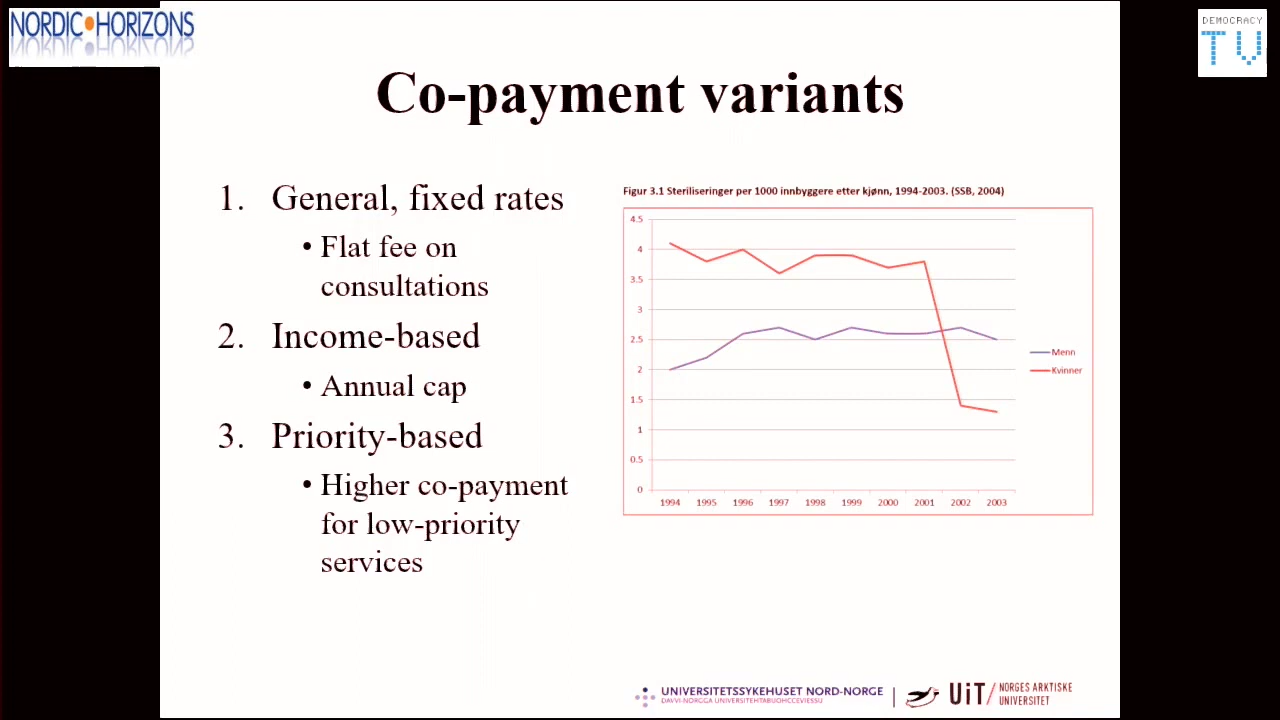 NORDIC HORIZONS
DEMOCRACY
TV
Co-payment variants
1. General, fixed rates
• Flat fee on
consultations
2. Income-based
• Annual cap
3. Priority-based
• Higher co-payment
for low-priority
services
Figur 3.1 Steriliseringer per 1000 innbyggere etter kjønn, 1994-2003. (SSB, 2004)
4.5
4
3.5
3
2.5
2
1.5
1
0.5
0
1994 1995 1996 1997 1998 1999 2000 2001 2002 2003
Menn
Kvinner
UNIVERSITETSSYKEHUSET NORD-NORGE
DAVVI-NORGGA UNIVERSITEHTABUOHCCEVIESSU
UiT / NORGES ARKTISKE
UNIVERSITET